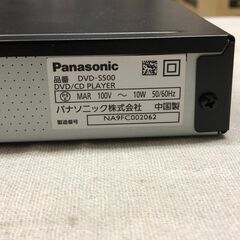 Panasonic
品番 DVD-S500
DVD/CD PLAYER
MAR 100V ～ 10W 50/60Hz
パナソニック株式会社 中国製
製造番号 NA9FC002062